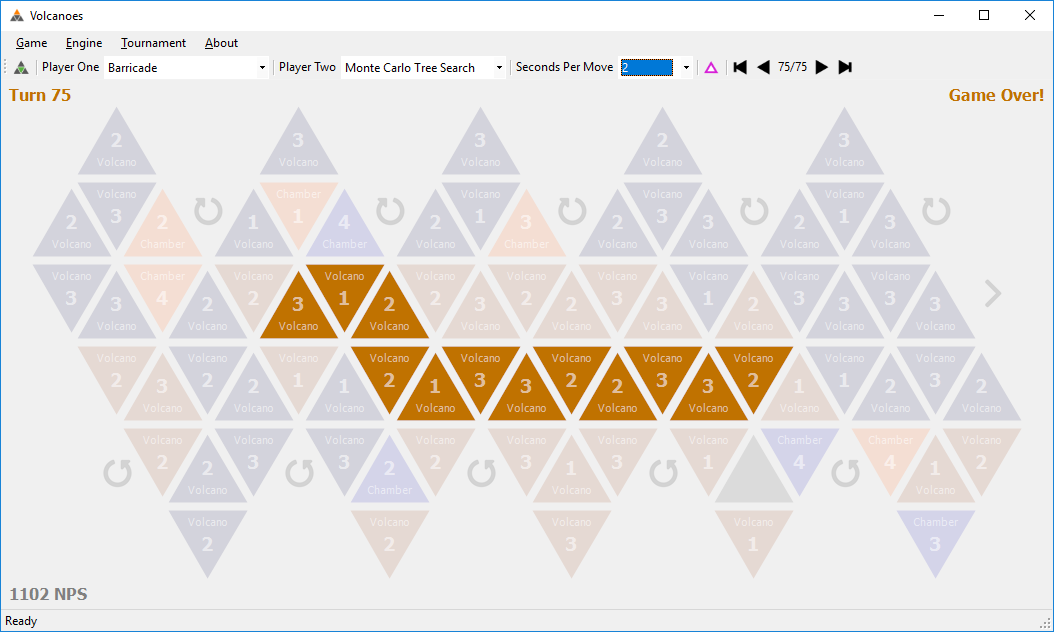 Volcanoes
Game Engine Tournament About
Player One Barricade Player Two Monte Carlo Tree Search Seconds Per Move 2 75/75
Turn 75 Game Over!
2 3 3 2 3
Volcano Volcano Volcano Volcano Volcano
Volcano Chamber Volcano Volcano Volcano
2 3 2 1 1 4 2 1 3 2 3 3 2 1 3
Volcano Chamber Volcano Chamber Volcano Chamber Volcano Volcano Volcano Volcano
Volcano Chamber Volcano Volcano Volcano Volcano Volcano Volcano Volcano Volcano
3 3 4 2 2 3 1 2 2 3 2 2 3 3 1 2 3 3 3 3
Volcano Volcano Volcano Volcano Volcano Volcano Volcano Volcano Volcano Volcano
Volcano Volcano Volcano Volcano Volcano Volcano Volcano Volcano Volcano Volcano
2 3 2 2 1 1 2 1 3 3 2 2 3 3 2 1 1 2 3 2
Volcano Volcano Volcano Volcano Volcano Volcano Volcano Volcano Volcano Volcano
Volcano Volcano Volcano Volcano Volcano Volcano Volcano Chamber Chamber Volcano
2 2 3 3 2 2 3 1 3 1 4 4 1 2
Volcano Chamber Volcano Volcano
Volcano Volcano Volcano Volcano Chamber
2 2 3 1 3
1102 NPS
Ready